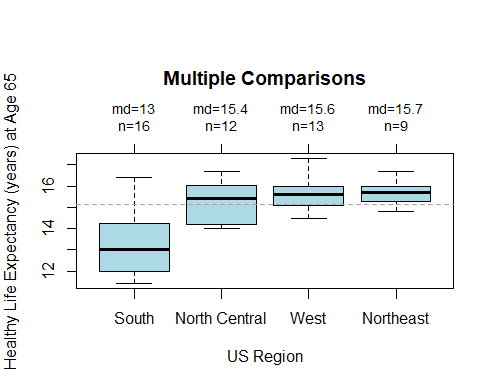 Multiple Comparisons
md=13 md=15.4 md=15.6 md=15.7
n=16 n=12 n=13 n=9
Healthy Life Expectancy (years) at Age 65
16
14
12
South North Central West Northeast
US Region